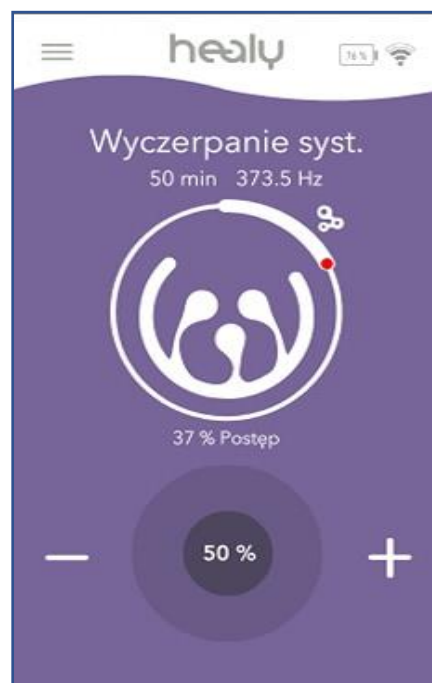 healy
76 %
Wyczerpanie syst.
50 min 373.5 Hz
37 % Postęp
50 %